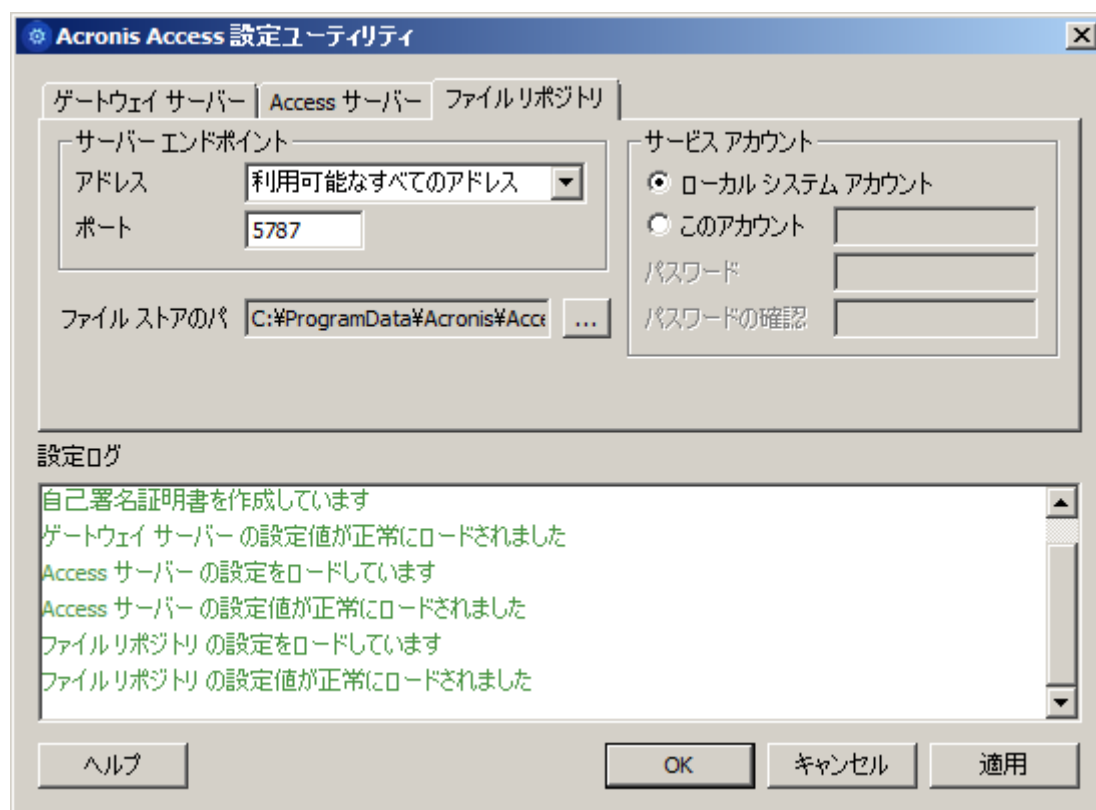 Acronis Access 設定ユーティリティ
ゲートウェイ サーバー
Access サーバー
ファイル リポジトリ
サーバー エンドポイント
アドレス
利用可能なすべてのアドレス
ポート
5787
ファイル ストアのパ
C:¥ProgramData¥Acronis¥Acce
...
サービス アカウント
ローカル システム アカウント
このアカウント
パスワード
パスワードの確認
設定ログ
自己署名証明書を作成しています
ゲートウェイ サーバー の設定値が正常にロードされました
Access サーバー の設定をロードしています
Access サーバー の設定値が正常にロードされました
ファイル リポジトリ の設定をロードしています
ファイル リポジトリ の設定値が正常にロードされました
ヘルプ
OK
キャンセル
適用